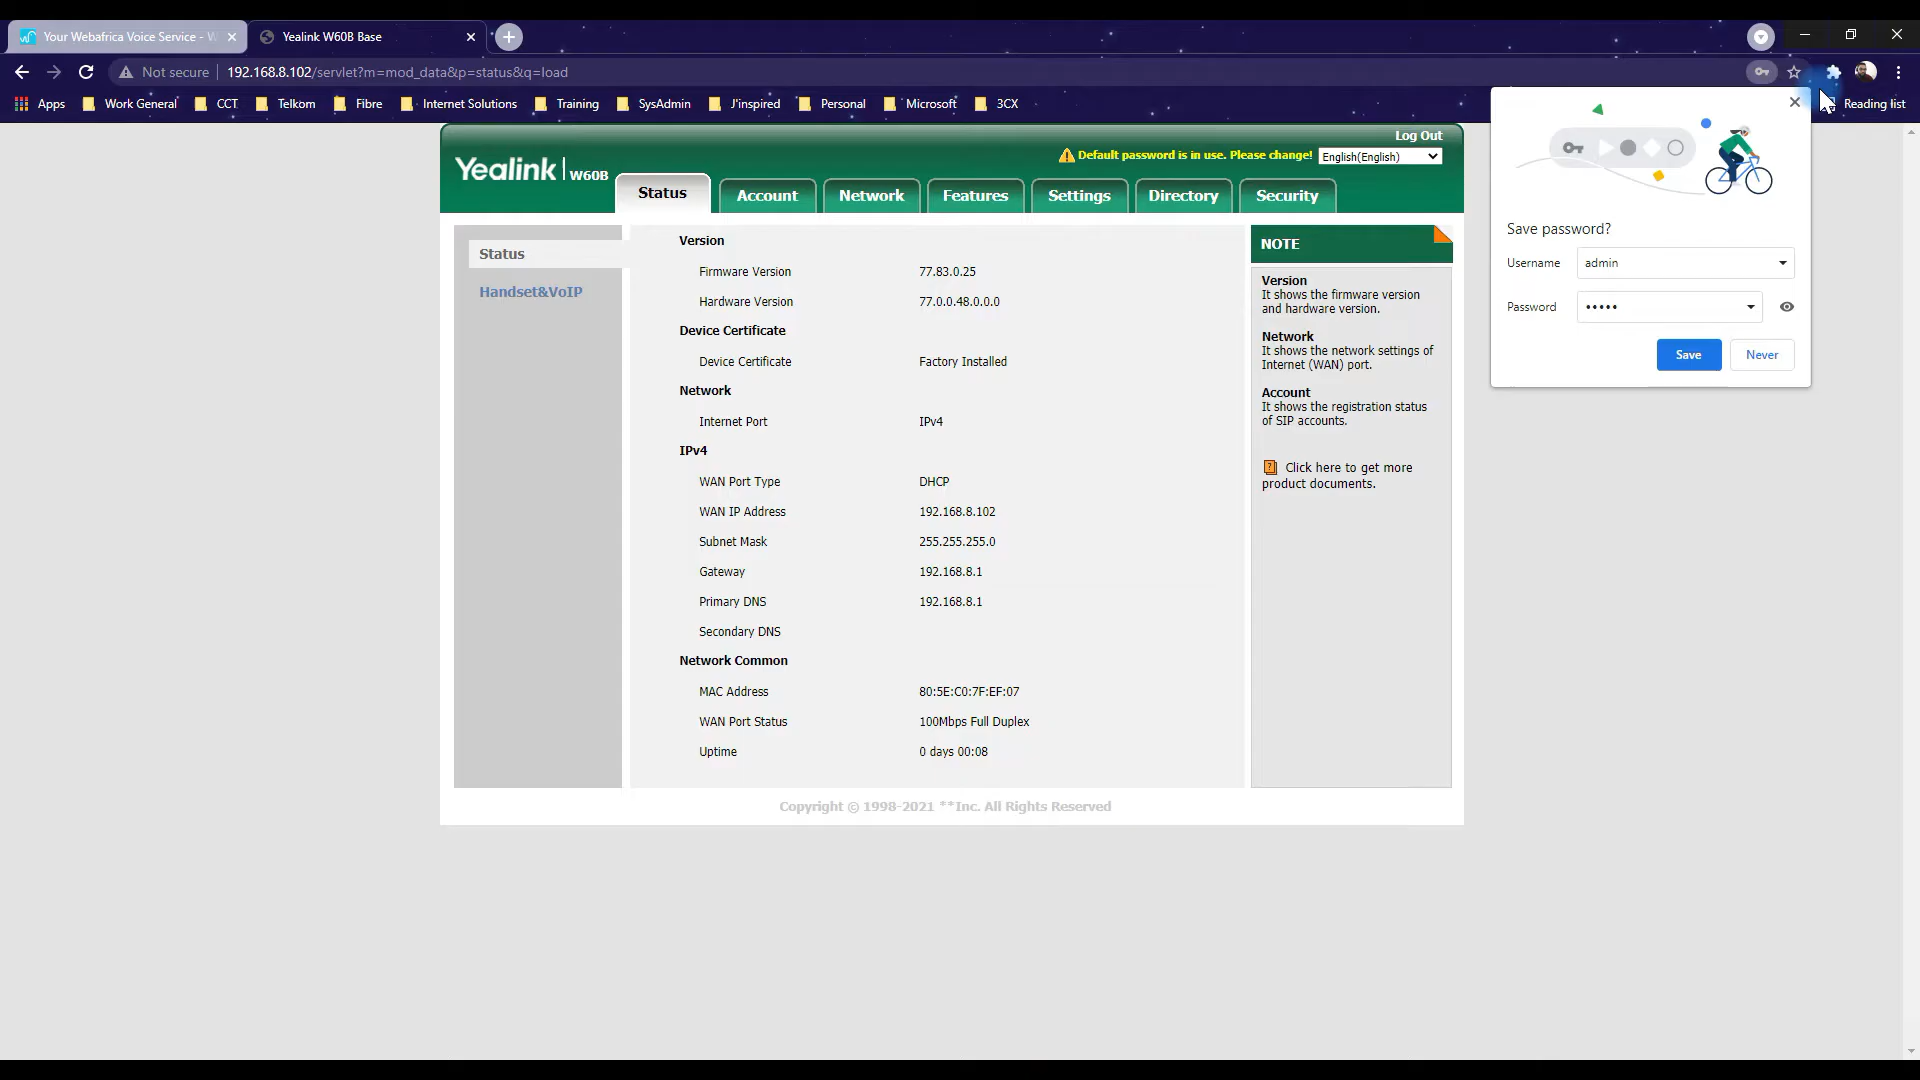 Your Webafrica Voice Service - W
Yealink W60B Base
Not secure
192.168.8.102/servlet?m=mod_data&p=status&q=load
Apps
Work General
CCT
Telkom
Fibre
Internet Solutions
Training
SysAdmin
J'inspired
Personal
Microsoft
3CX
Reading list
Log Out
Default password is in use. Please change!
English(English)
Yealink | W60B
Status
Account
Network
Features
Settings
Directory
Security
Status
Handset&VoIP
Version
Firmware Version 77.83.0.25
Hardware Version 77.0.0.48.0.0.0
Device Certificate
Device Certificate Factory Installed
Network
Internet Port IPv4
IPv4
WAN Port Type DHCP
WAN IP Address 192.168.8.102
Subnet Mask 255.255.255.0
Gateway 192.168.8.1
Primary DNS 192.168.8.1
Secondary DNS
Network Common
MAC Address 80:5E:C0:7F:EF:07
WAN Port Status 100Mbps Full Duplex
Uptime 0 days 00:08
NOTE
Version
It shows the firmware version
and hardware version.
Network
It shows the network settings of
Internet (WAN) port.
Account
It shows the registration status
of SIP accounts.
Click here to get more
product documents.
Copyright © 1998-2021 **Inc. All Rights Reserved
Save password?
Username admin
Password •••••
Save
Never